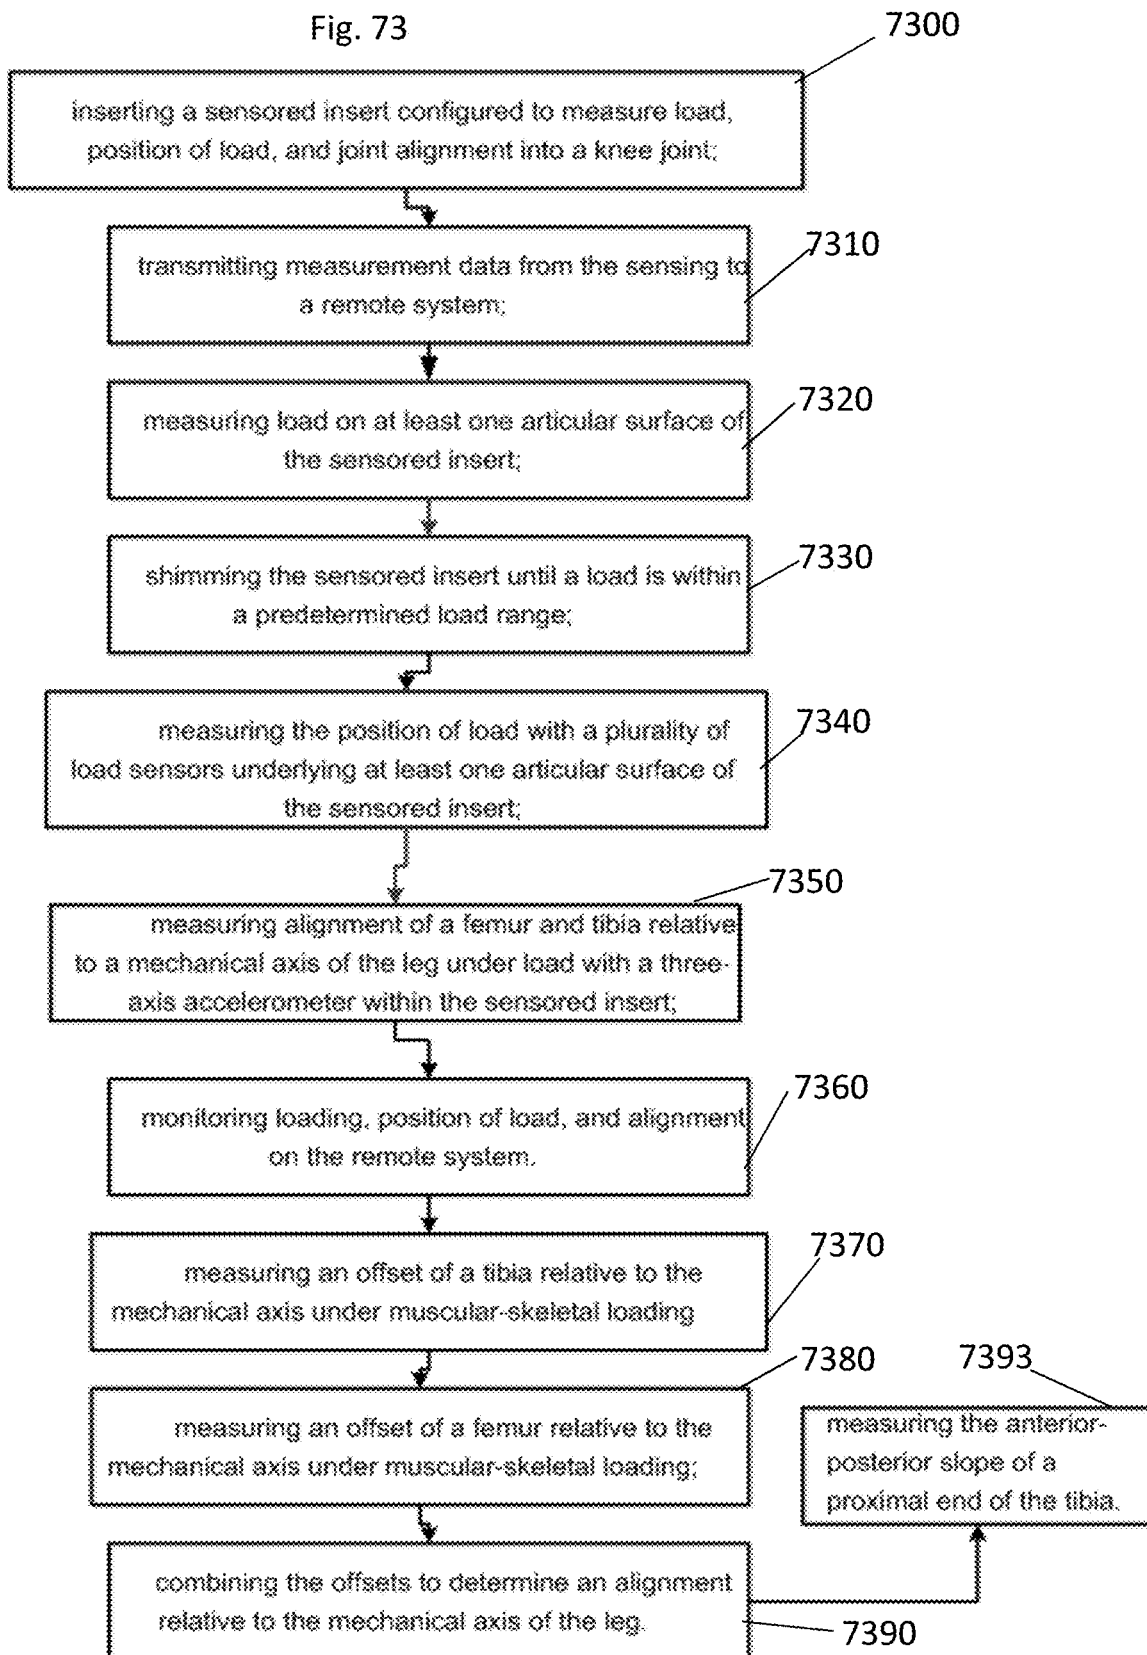 Fig. 73
7300
inserting a sensored insert configured to measure load,
position of load, and joint alignment into a knee joint;
7310
transmitting measurement data from the sensing to
a remote system;
7320
measuring load on at least one articular surface of
the sensored insert;
7330
shimming the sensored insert until a load is within
a predetermined load range;
7340
measuring the position of load with a plurality of
load sensors underlying at least one articular surface of
the sensored insert;
7350
measuring alignment of a femur and tibia relative
to a mechanical axis of the leg under load with a three-
axis accelerometer within the sensored insert;
7360
monitoring loading, position of load, and alignment
on the remote system.
7370
measuring an offset of a tibia relative to the
mechanical axis under muscular-skeletal loading
7380
measuring an offset of a femur relative to the
mechanical axis under muscular-skeletal loading;
7393
measuring the anterior-
posterior slope of a
proximal end of the tibia.
combining the offsets to determine an alignment
relative to the mechanical axis of the leg.
7390